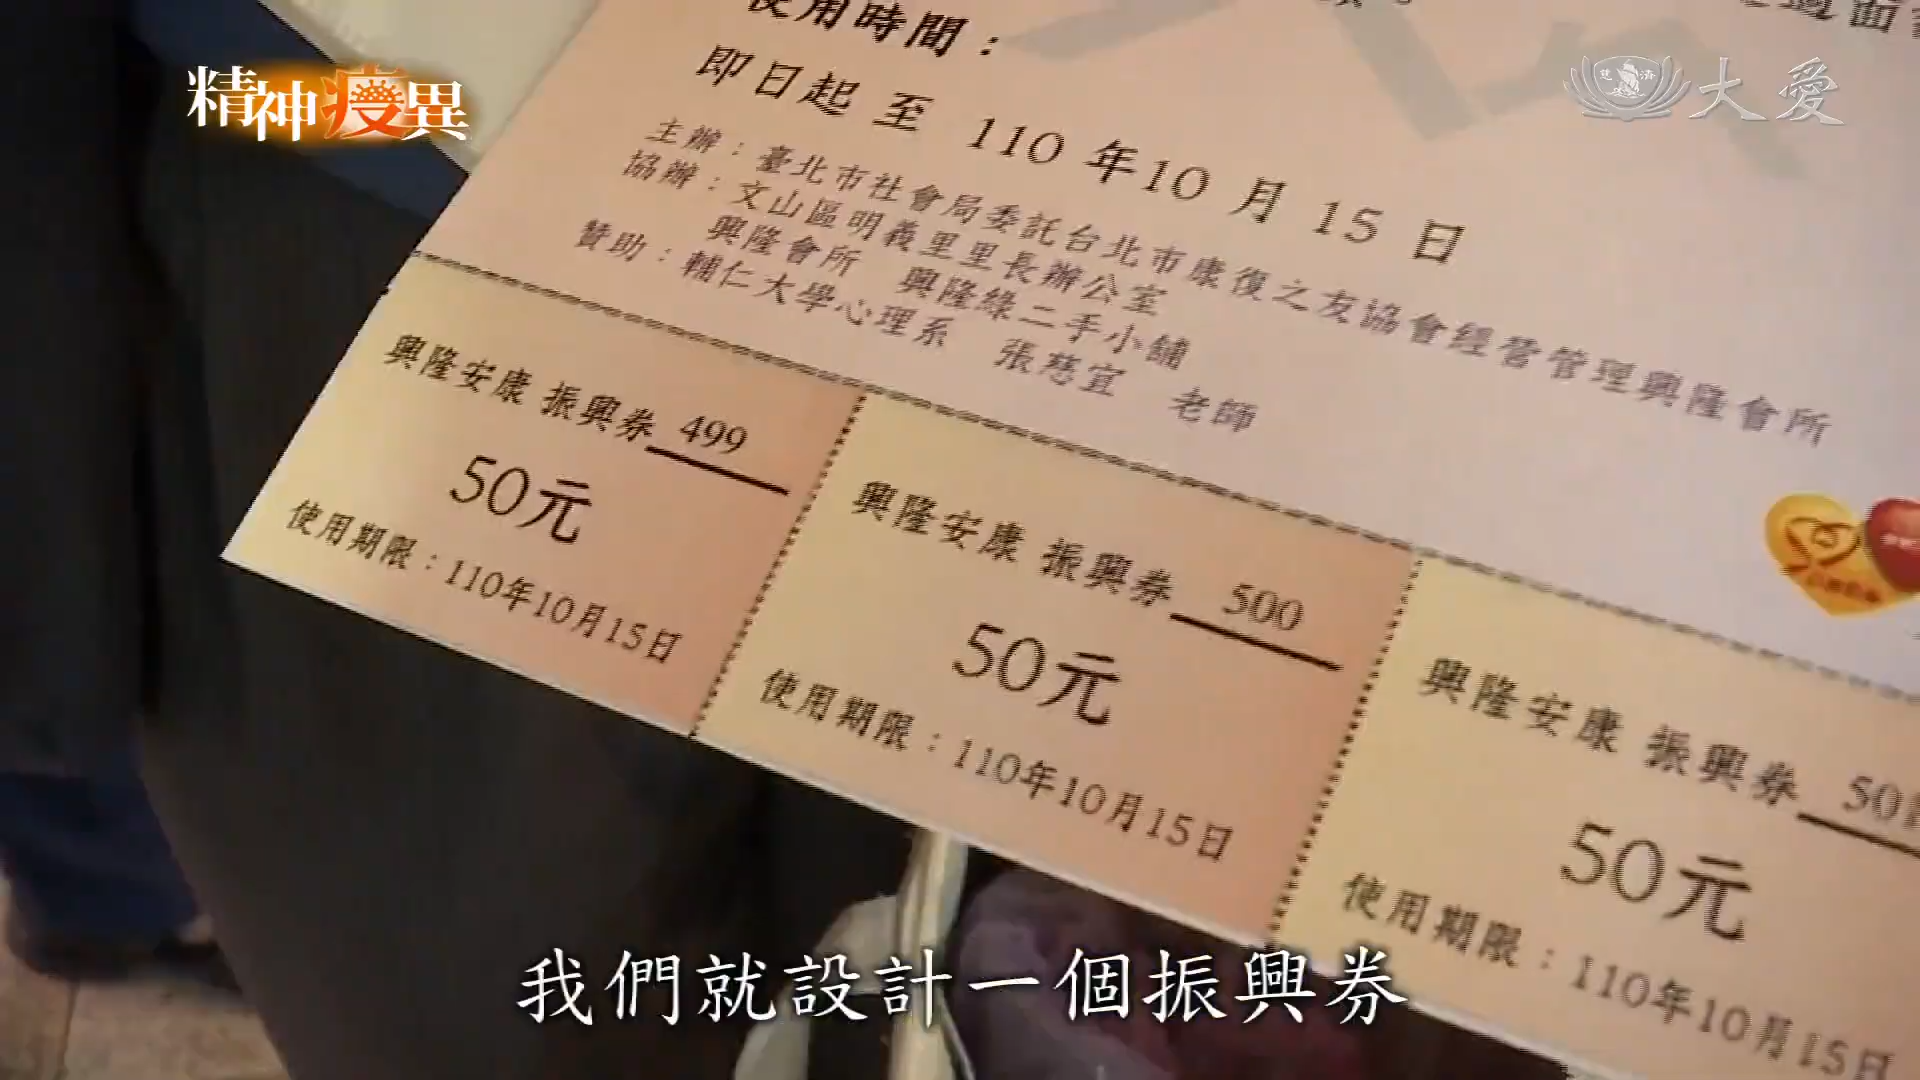 精神疫異
大愛
慈濟
使用時間：
即日起 至 110 年10 月 15 日
主辦：臺北市社會局委託台北市康復之友協會經營管理興隆會所
協辦：文山區明義里里長辦公室
興隆會所 興隆綠二手小舖
贊助：輔仁大學心理系 張慈宜 老師
興隆安康 振興券 499
50元
使用期限：110年10月15日
興隆安康 振興券 500
50元
使用期限：110年10月15日
興隆安康 振興券 501
50元
使用期限：110年10月15日
我們就設計一個振興券